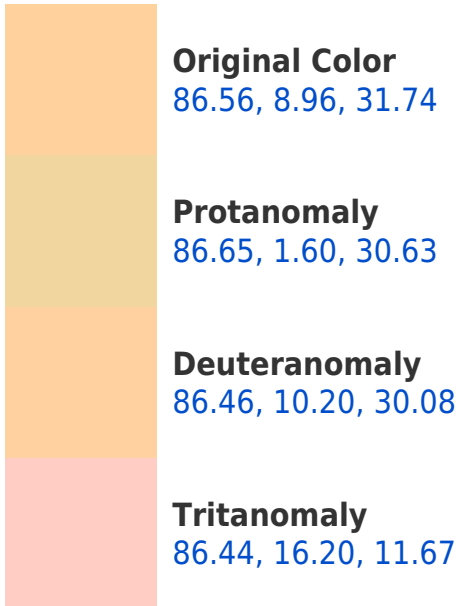 Original Color
86.56, 8.96, 31.74
Protanomaly
86.65, 1.60, 30.63
Deuteranomaly
86.46, 10.20, 30.08
Tritanomaly
86.44, 16.20, 11.67